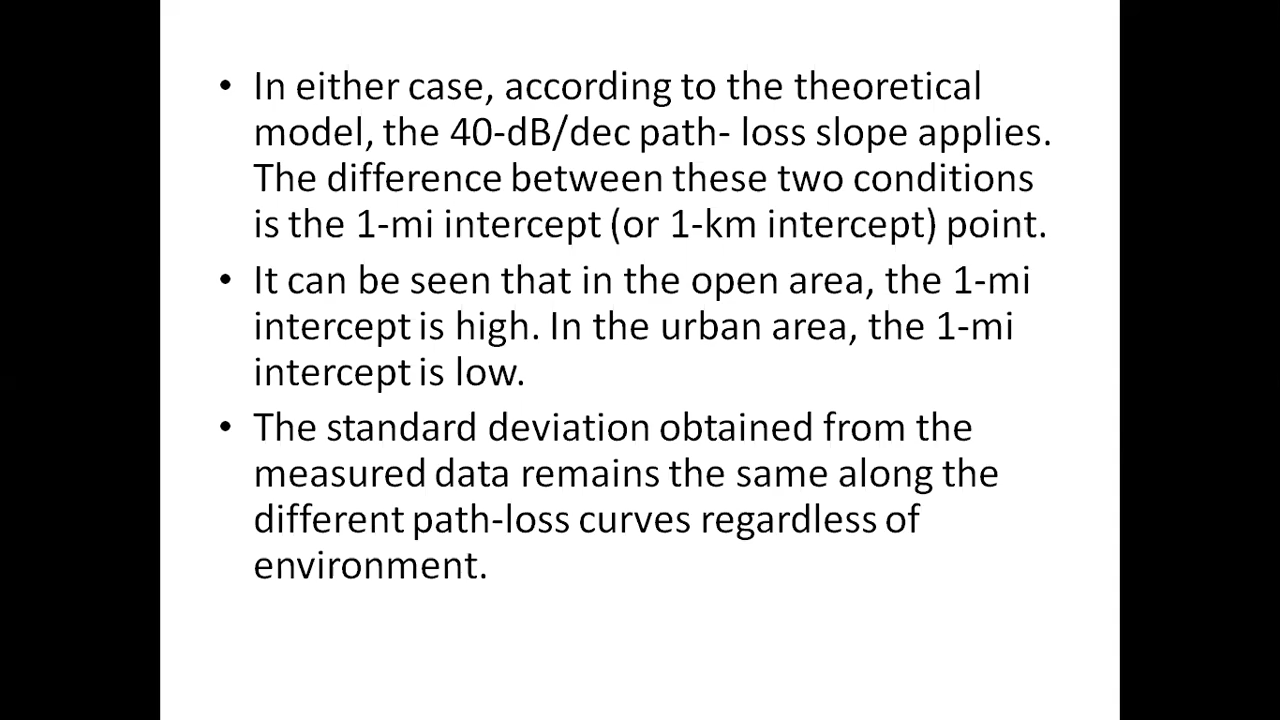 • In either case, according to the theoretical
model, the 40-dB/dec path- loss slope applies.
The difference between these two conditions
is the 1-mi intercept (or 1-km intercept) point.
• It can be seen that in the open area, the 1-mi
intercept is high. In the urban area, the 1-mi
intercept is low.
• The standard deviation obtained from the
measured data remains the same along the
different path-loss curves regardless of
environment.